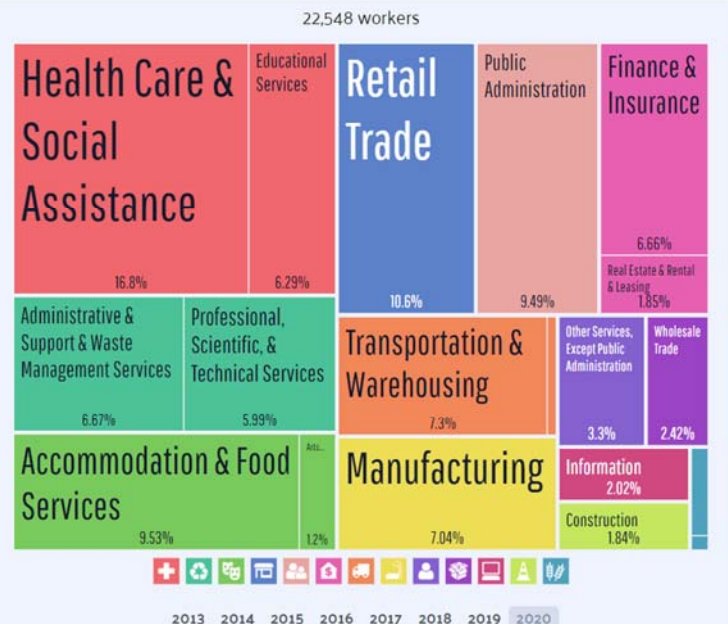 22,548 workers
Health Care &
Social
Assistance
16.8%
Educational
Services
6.29%
Retail
Trade
10.6%
Public
Administration
9.49%
Finance &
Insurance
6.66%
Real Estate & Rental
& Leasing
1.85%
Administrative &
Support & Waste
Management Services
6.67%
Professional,
Scientific, &
Technical Services
5.99%
Transportation &
Warehousing
7.3%
Other Services,
Except Public
Administration
3.3%
Wholesale
Trade
2.42%
Accommodation & Food
Services
9.53%
Arts...
1.2%
Manufacturing
7.04%
Information
2.02%
Construction
1.84%
2013 2014 2015 2016 2017 2018 2019 2020